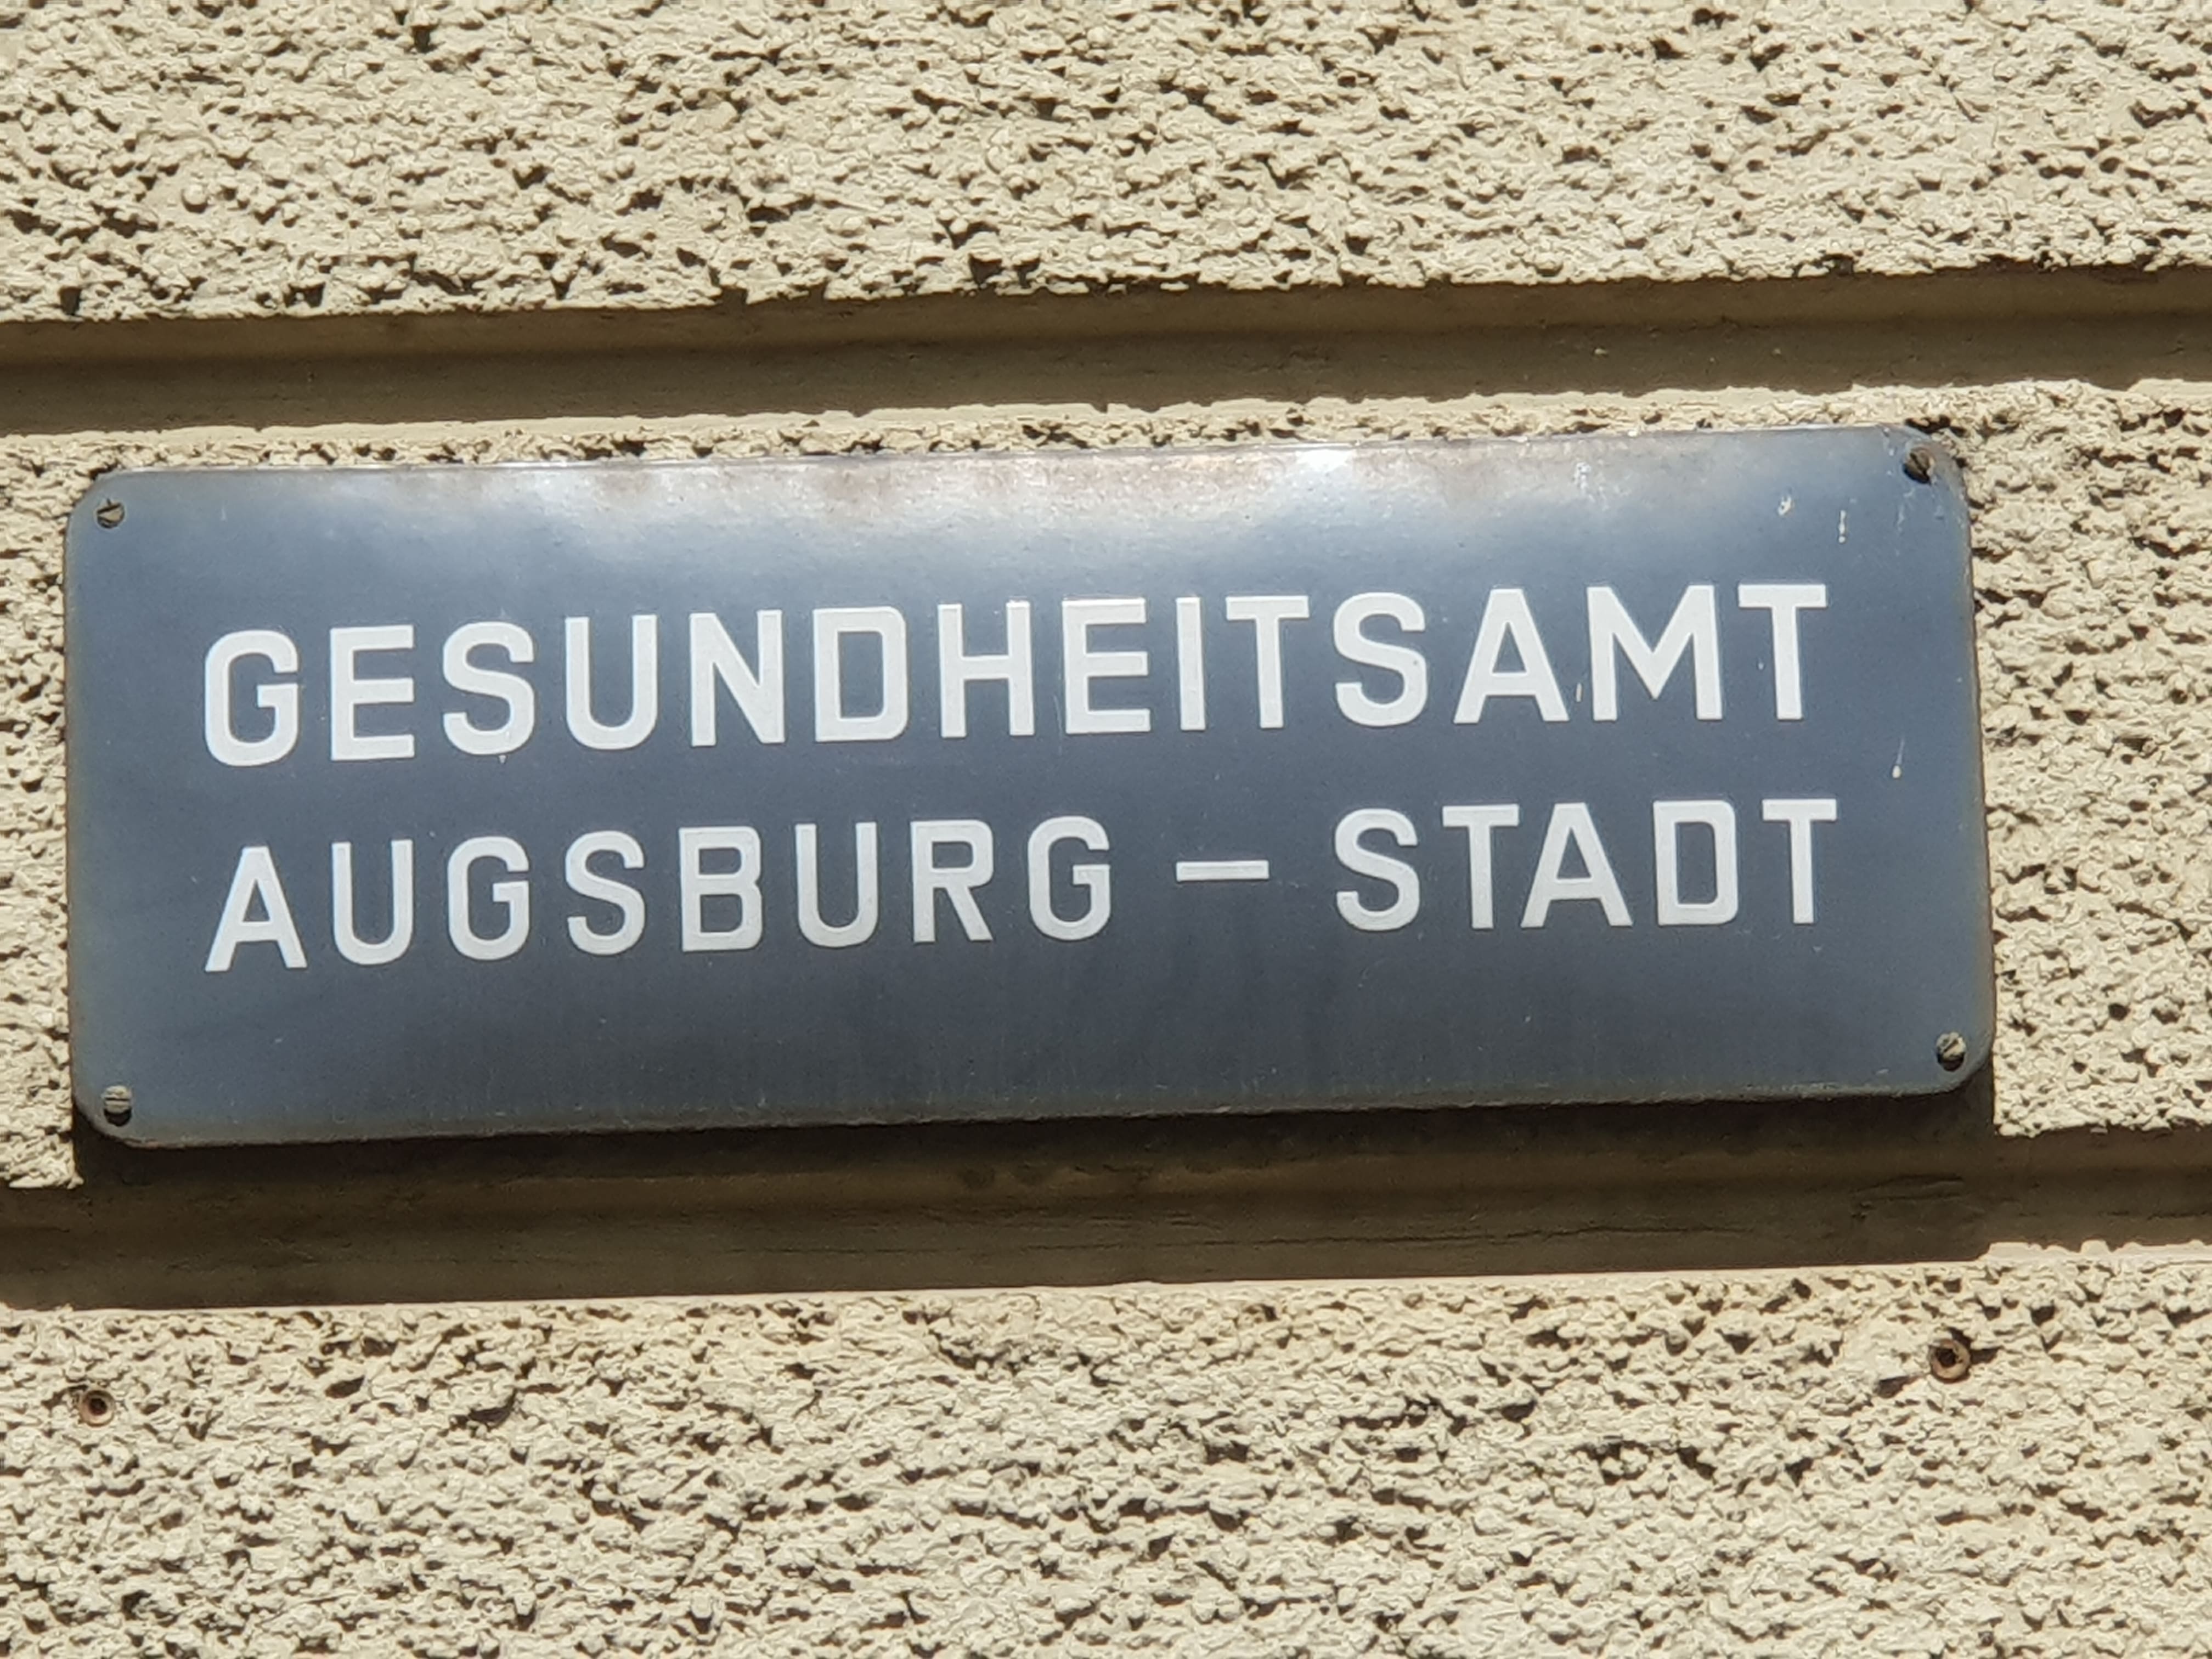 GESUNDHEITSAMT
AUGSBURG – STADT